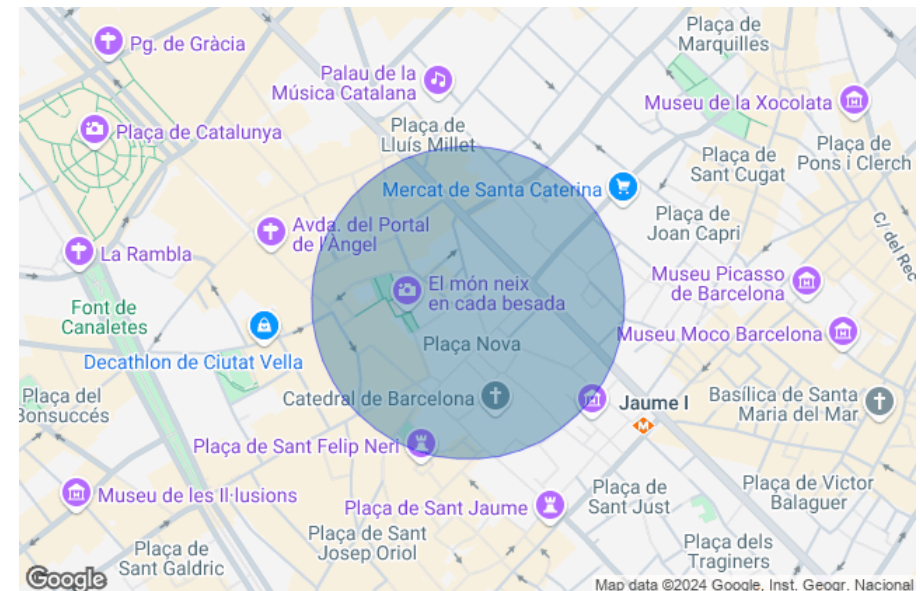 Pg. de Gràcia
Plaça de
Marquilles
Palau de la
Música Catalana
Museu de la Xocolata
Plaça de Catalunya
Plaça de
Lluís Millet
Plaça de
Pons i Clerch
Plaça de
Sant Cugat
Mercat de Santa Caterina
Plaça de
Joan Capri
C/ del Rec
Avda. del Portal
de l'Àngel
La Rambla
Museu Picasso
de Barcelona
El món neix
en cada besada
Font de
Canaletes
Museu Moco Barcelona
Plaça Nova
Decathlon de Ciutat Vella
Plaça del
Bonsuccés
Catedral de Barcelona
Jaume I
M
Basílica de Santa
Maria del Mar
Plaça de Sant Felip Neri
Plaça de Victor
Balaguer
Museu de les Il·lusions
Plaça de
Sant Just
Plaça de Sant Jaume
Plaça de Sant
Josep Oriol
Plaça dels
Traginers
Plaça de
Sant Galdric
Google
Map data ©2024 Google, Inst. Geogr. Nacional